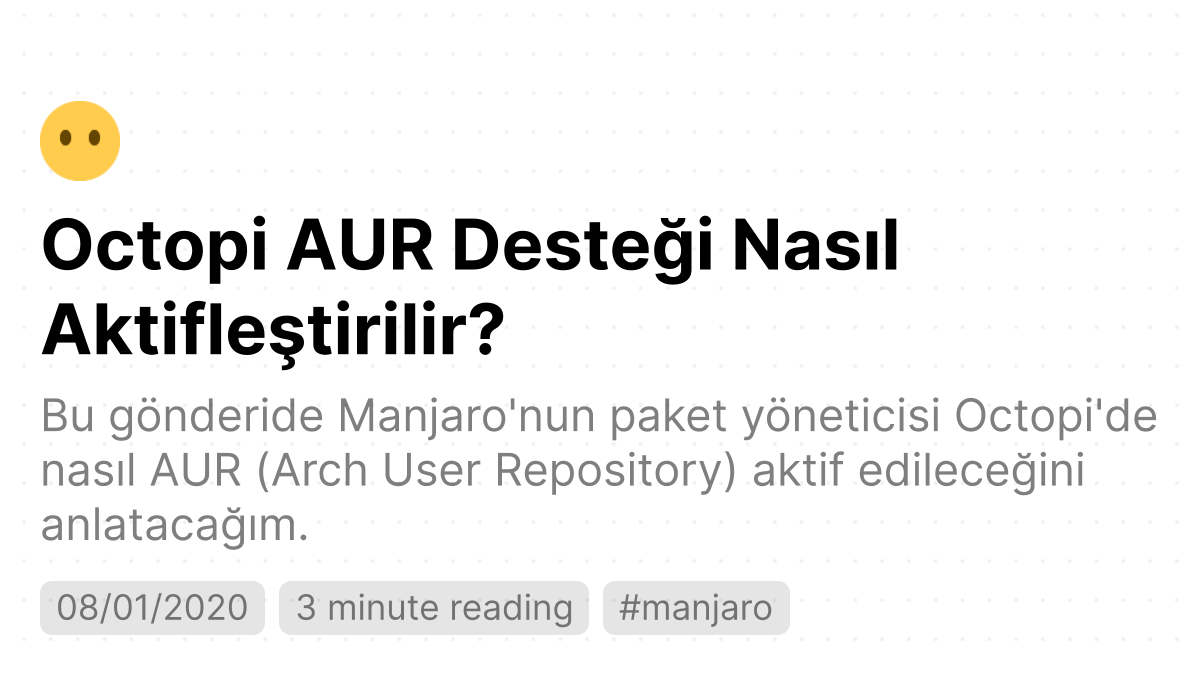 Octopi AUR Desteği Nasıl
Aktifleştirilir?
Bu gönderide Manjaro'nun paket yöneticisi Octopi'de
nasıl AUR (Arch User Repository) aktif edileceğini
anlatacağım.
08/01/2020 3 minute reading #manjaro